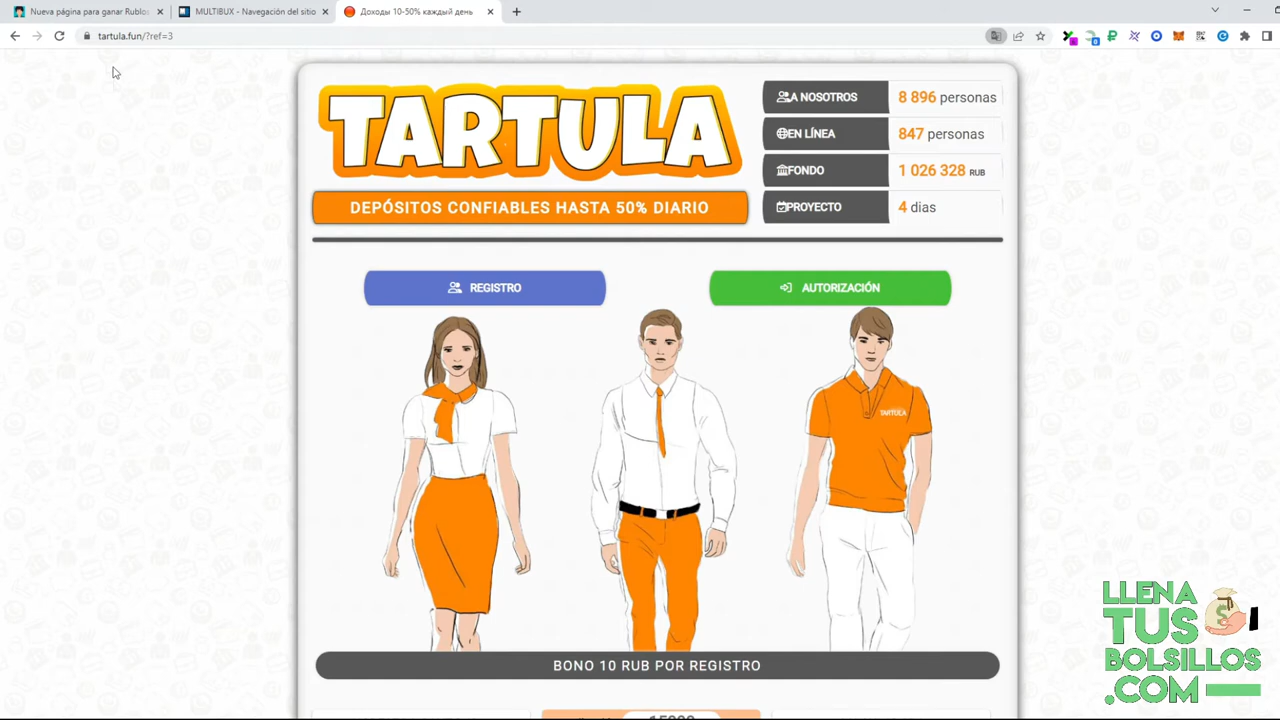 Nueva página para ganar Rublo
MULTIBUX - Navegación del sitio
Доходы 10-50% каждый день
tartula.fun/?ref=3
TARTULA
DEPÓSITOS CONFIABLES HASTA 50% DIARIO
A NOSOTROS 8 896 personas
EN LÍNEA 847 personas
FONDO 1 026 328 RUB
PROYECTO 4 dias
REGISTRO
AUTORIZACIÓN
TARTULA
BONO 10 RUB POR REGISTRO
LLENA
TUS
BOLSILLOS
.COM